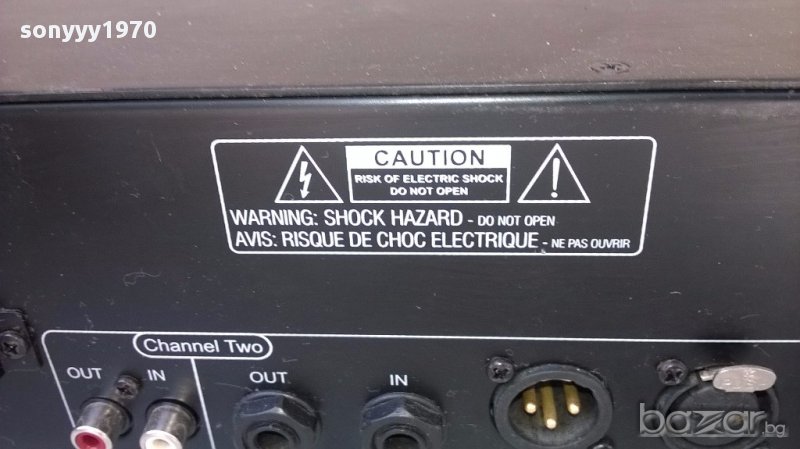 sonyyy1970
CAUTION
RISK OF ELECTRIC SHOCK
DO NOT OPEN
WARNING: SHOCK HAZARD - DO NOT OPEN
AVIS: RISQUE DE CHOC ELECTRIQUE - NE PAS OUVRIR
Channel Two
OUT IN OUT IN
bazar.bg